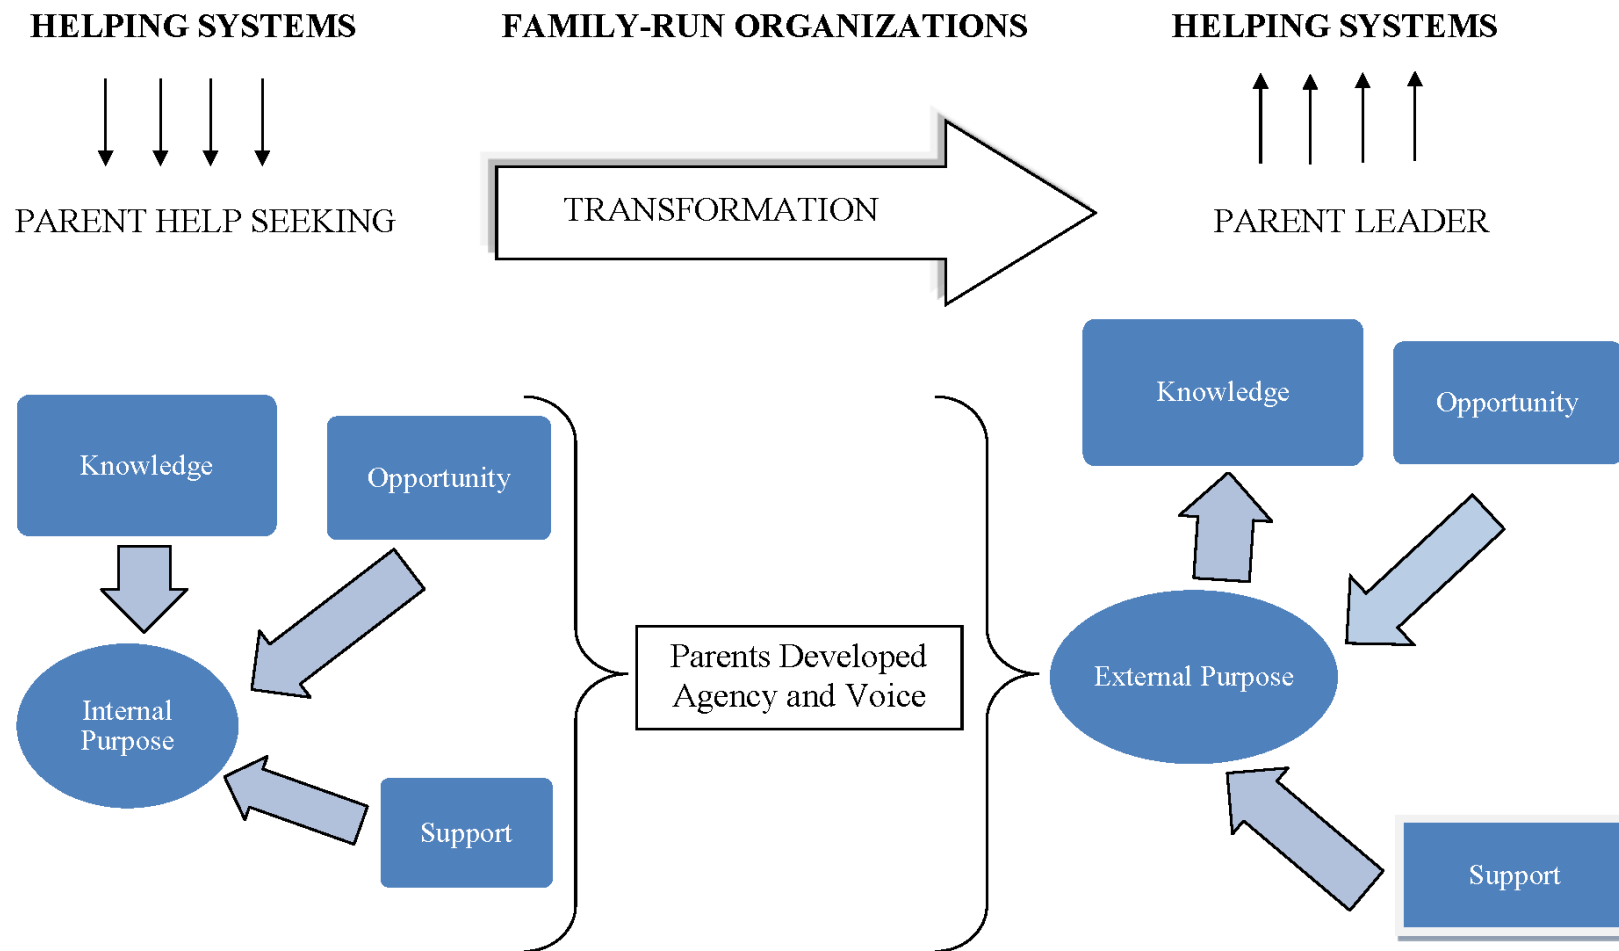 HELPING SYSTEMS
FAMILY-RUN ORGANIZATIONS
HELPING SYSTEMS
PARENT HELP SEEKING
TRANSFORMATION
PARENT LEADER
Knowledge
Opportunity
Internal
Purpose
Support
Parents Developed
Agency and Voice
Knowledge
Opportunity
External Purpose
Support